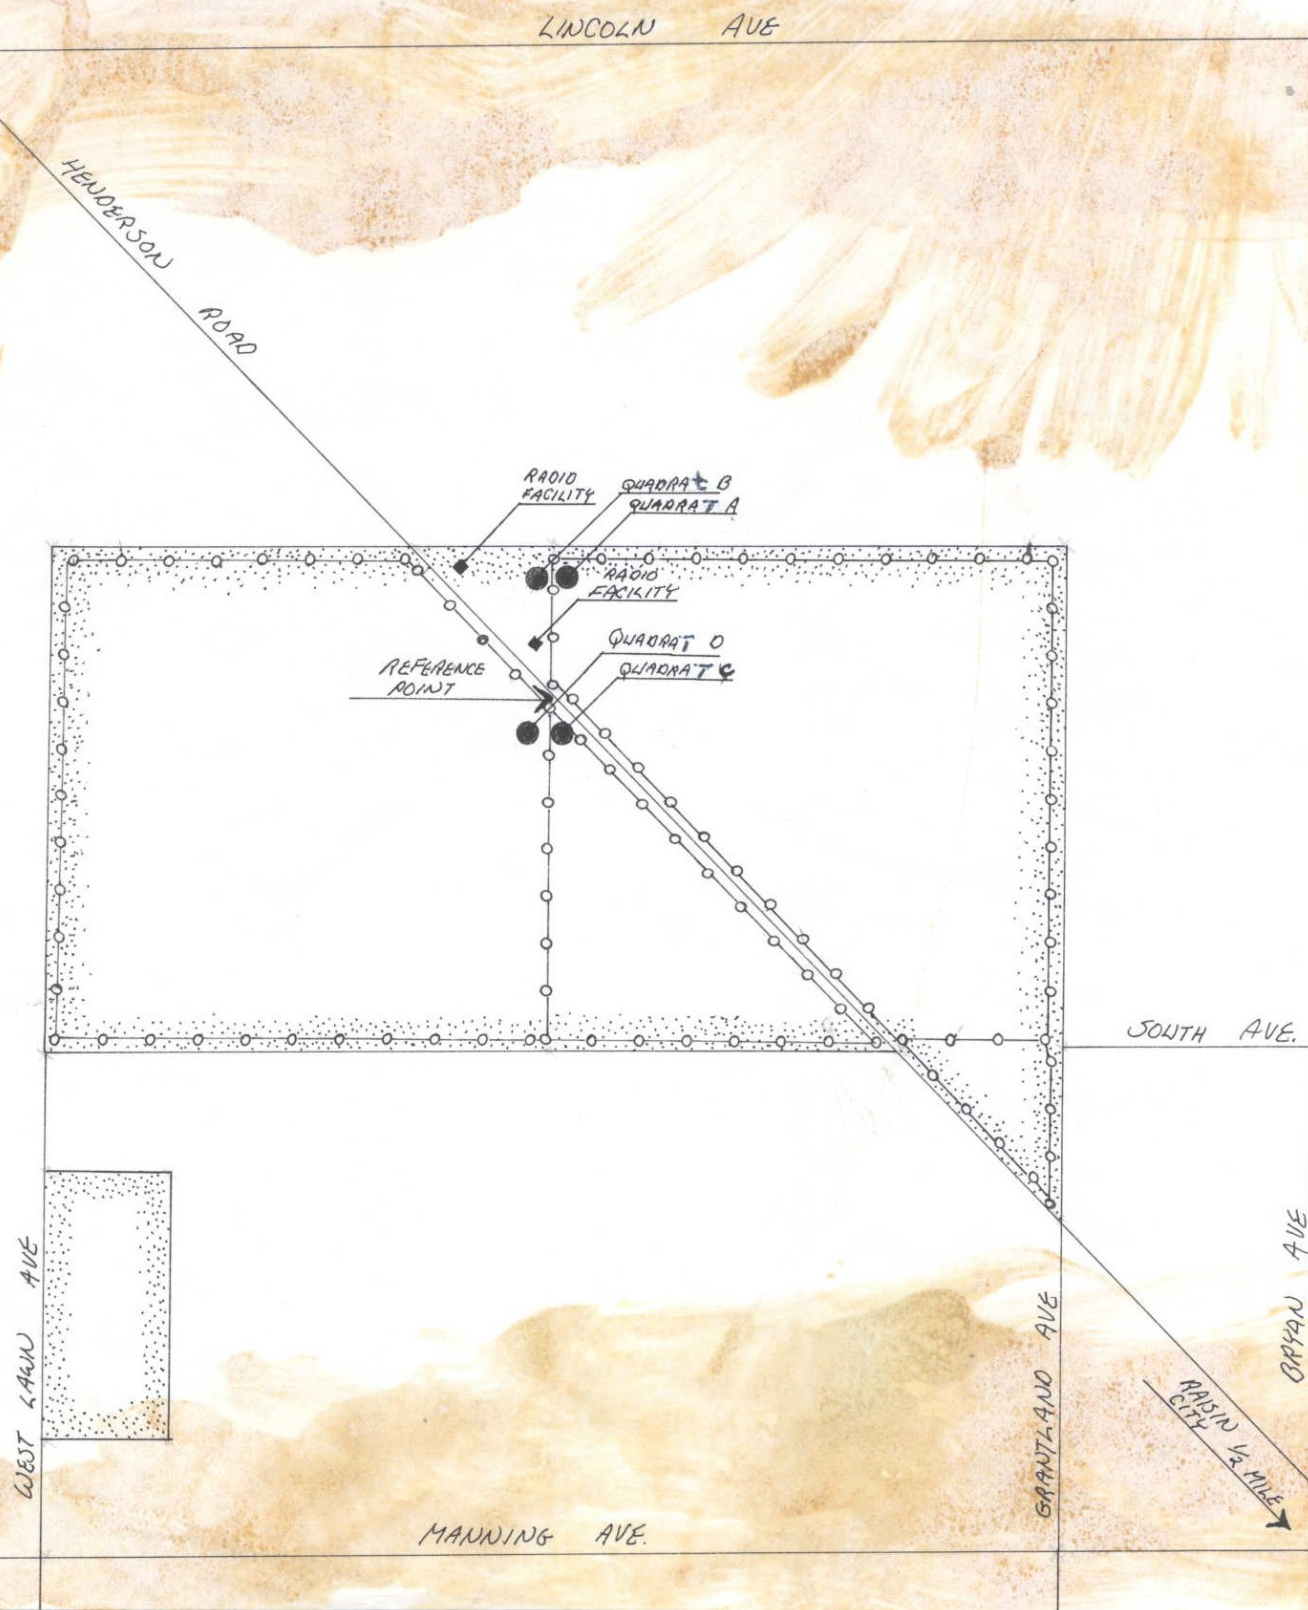 LINCOLN AVE
HENDERSON ROAD
RADIO
FACILITY
QUADRAt B
QUADRAT A
RADIO
FACILITY
QUADRAT D
QUADRAT C
REFERENCE
POINT
SOUTH AVE.
WEST LAWN AVE
GRANTLAND AVE
BRYAN AVE
RAISIN
CITY 1/2 MILE
MANNING AVE.